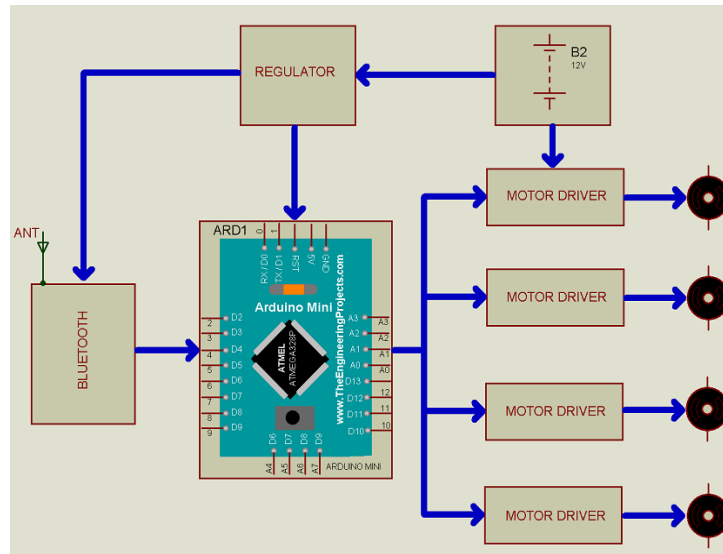 REGULATOR
B2
12V
ANT
ARD1
0
1
RX / D0
TX / D1
RST
5V
GND
MOTOR DRIVER
BLUETOOTH
Arduino Mini
ATMEL
ATMEGA328P
www.TheEngineeringProjects.com
2
D2
3
D3
4
D4
5
D5
6
D6
7
D7
8
D8
9
D9
A3
A3
A2
A2
A1
A1
A0
A0
D13
D12
12
D11
11
D10
10
D6
D7
D8
D9
A4
A5
A6
A7
ARDUINO MINI
MOTOR DRIVER
MOTOR DRIVER
MOTOR DRIVER